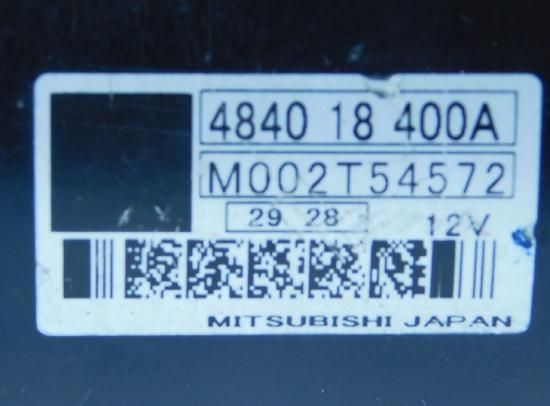 4840 18 400A
M002T54572
29 28
12V
MITSUBISHI JAPAN